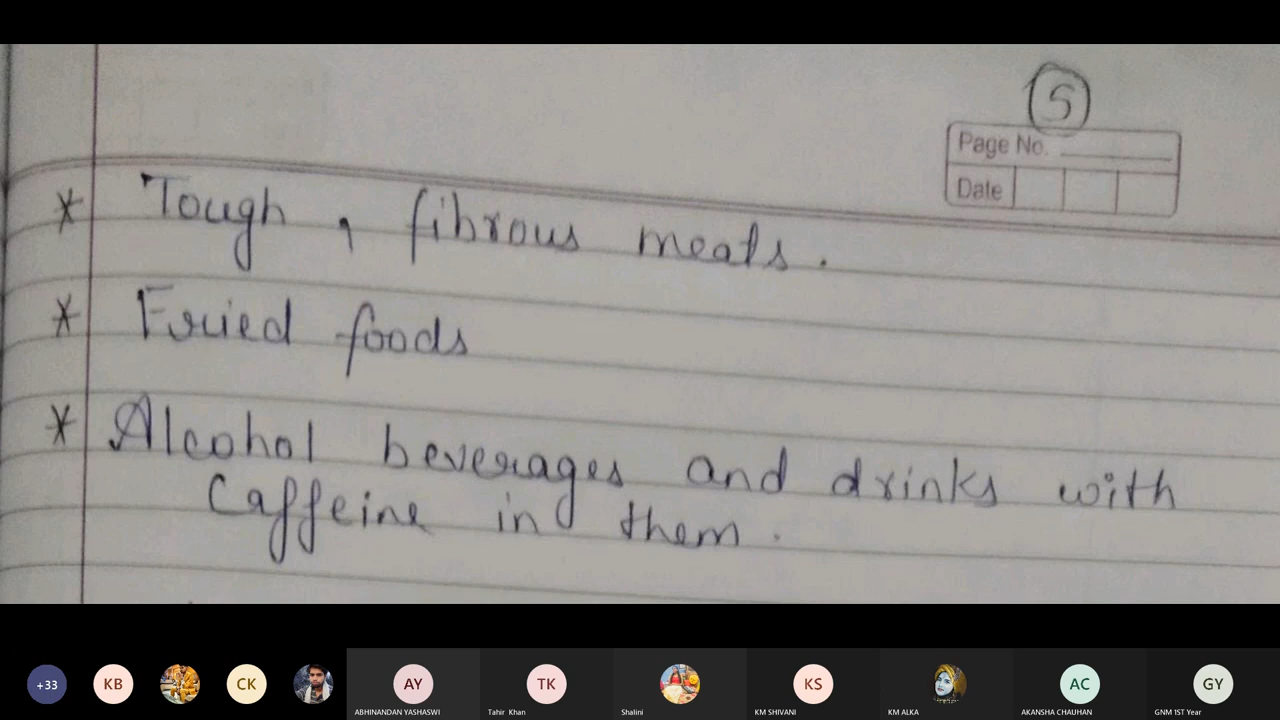 5
Page No.
Date
* Tough , fibrous meats.
* Fried foods
* Alcohol beverages and drinks with
Caffeine in them.
+33
KB
CK
AY
TK
KS
AC
GY
ABHINANDAN YASHASWI
Tahir Khan
Shalini
KM SHIVANI
KM ALKA
AKANSHA CHAUHAN
GNM 1ST Year